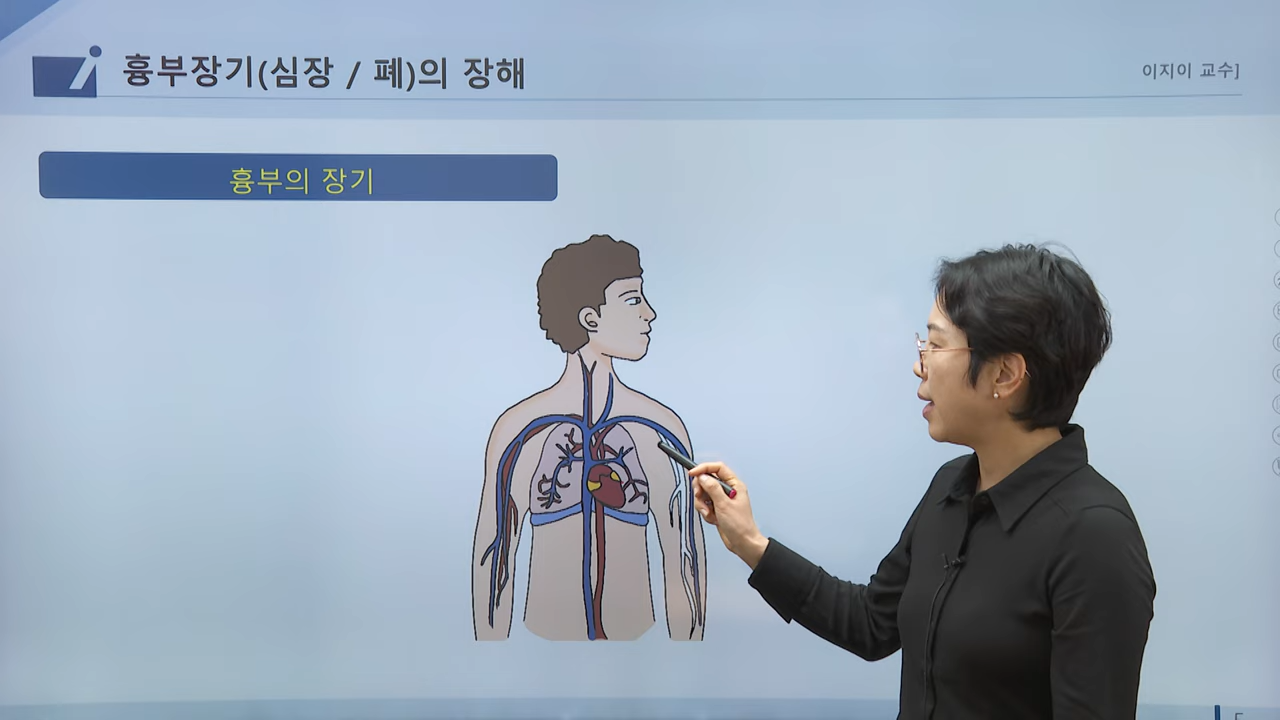 흉부장기(심장 / 폐)의 장해
이지이 교수]
흉부의 장기